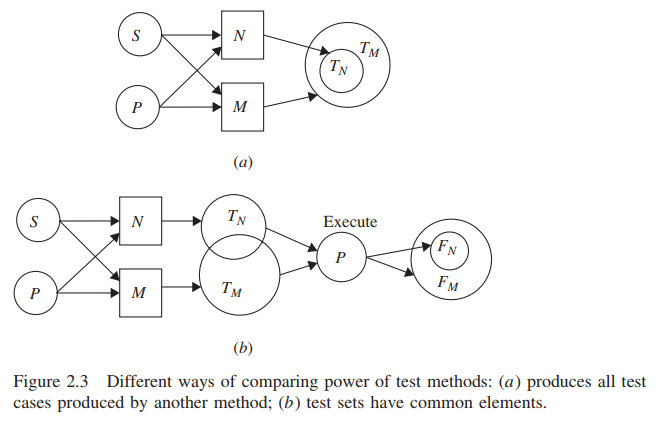 S
N
T_M
T_N
P
M
(a)
S
N
T_N
Execute
P
F_N
P
M
T_M
F_M
(b)
Figure 2.3 Different ways of comparing power of test methods: (a) produces all test
cases produced by another method; (b) test sets have common elements.